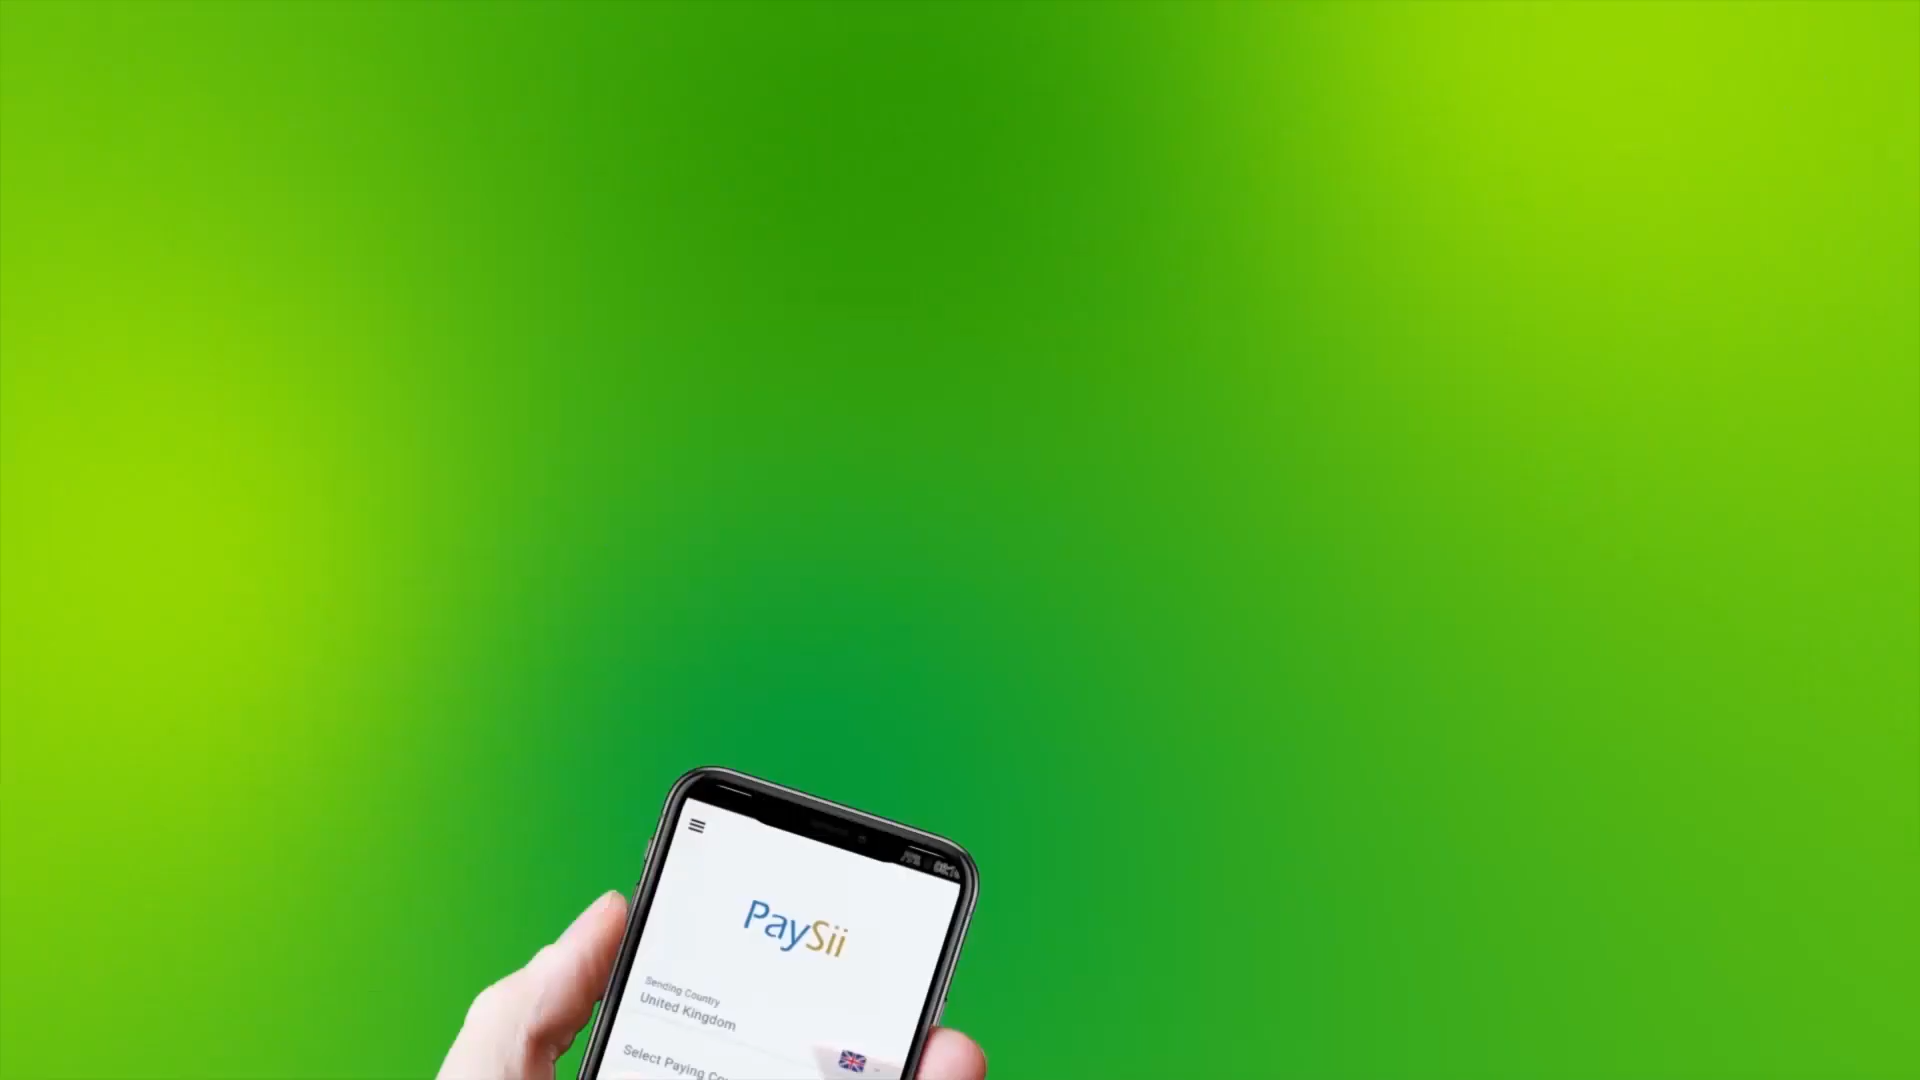 PaySii
Sending Country
United Kingdom
Select Paying